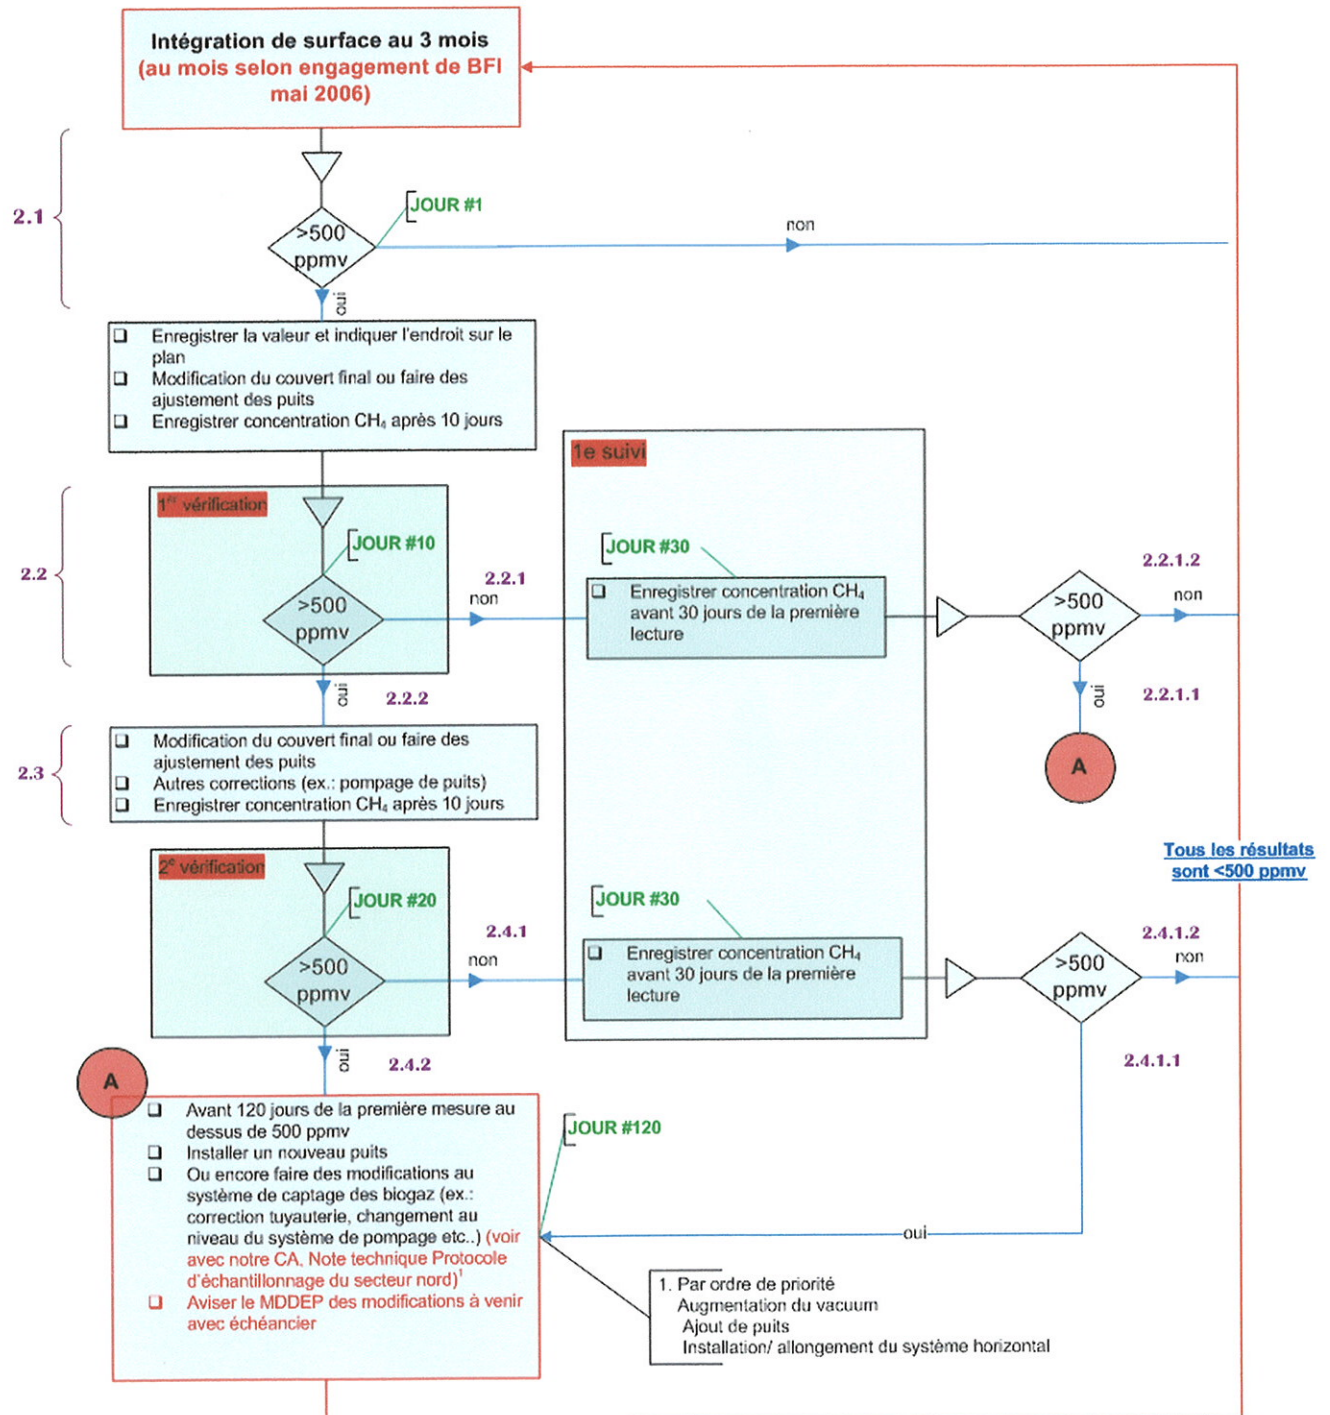 Intégration de surface au 3 mois
(au mois selon engagement de BFI
mai 2006)
2.1
JOUR #1
>500
ppmv
non
oui
❑ Enregistrer la valeur et indiquer l'endroit sur le
plan
❑ Modification du couvert final ou faire des
ajustement des puits
❑ Enregistrer concentration CH₄ après 10 jours
1e suivi
2.2
1er vérification
JOUR #10
>500
ppmv
2.2.1
non
JOUR #30
❑ Enregistrer concentration CH₄
avant 30 jours de la première
lecture
>500
ppmv
2.2.1.2
non
oui
2.2.1.1
A
oui
2.2.2
2.3
❑ Modification du couvert final ou faire des
ajustement des puits
❑ Autres corrections (ex.: pompage de puits)
❑ Enregistrer concentration CH₄ après 10 jours
Tous les résultats
sont <500 ppmv
2e vérification
JOUR #20
>500
ppmv
2.4.1
non
JOUR #30
❑ Enregistrer concentration CH₄
avant 30 jours de la première
lecture
>500
ppmv
2.4.1.2
non
2.4.1.1
oui
2.4.2
A
❑ Avant 120 jours de la première mesure au
dessus de 500 ppmv
❑ Installer un nouveau puits
❑ Ou encore faire des modifications au
système de captage des biogaz (ex.:
correction tuyauterie, changement au
niveau du système de pompage etc..) (voir
avec notre CA, Note technique Protocole
d'échantillonnage du secteur nord)¹
❑ Aviser le MDDEP des modifications à venir
avec échéancier
JOUR #120
oui
1. Par ordre de priorité
Augmentation du vacuum
Ajout de puits
Installation/ allongement du système horizontal